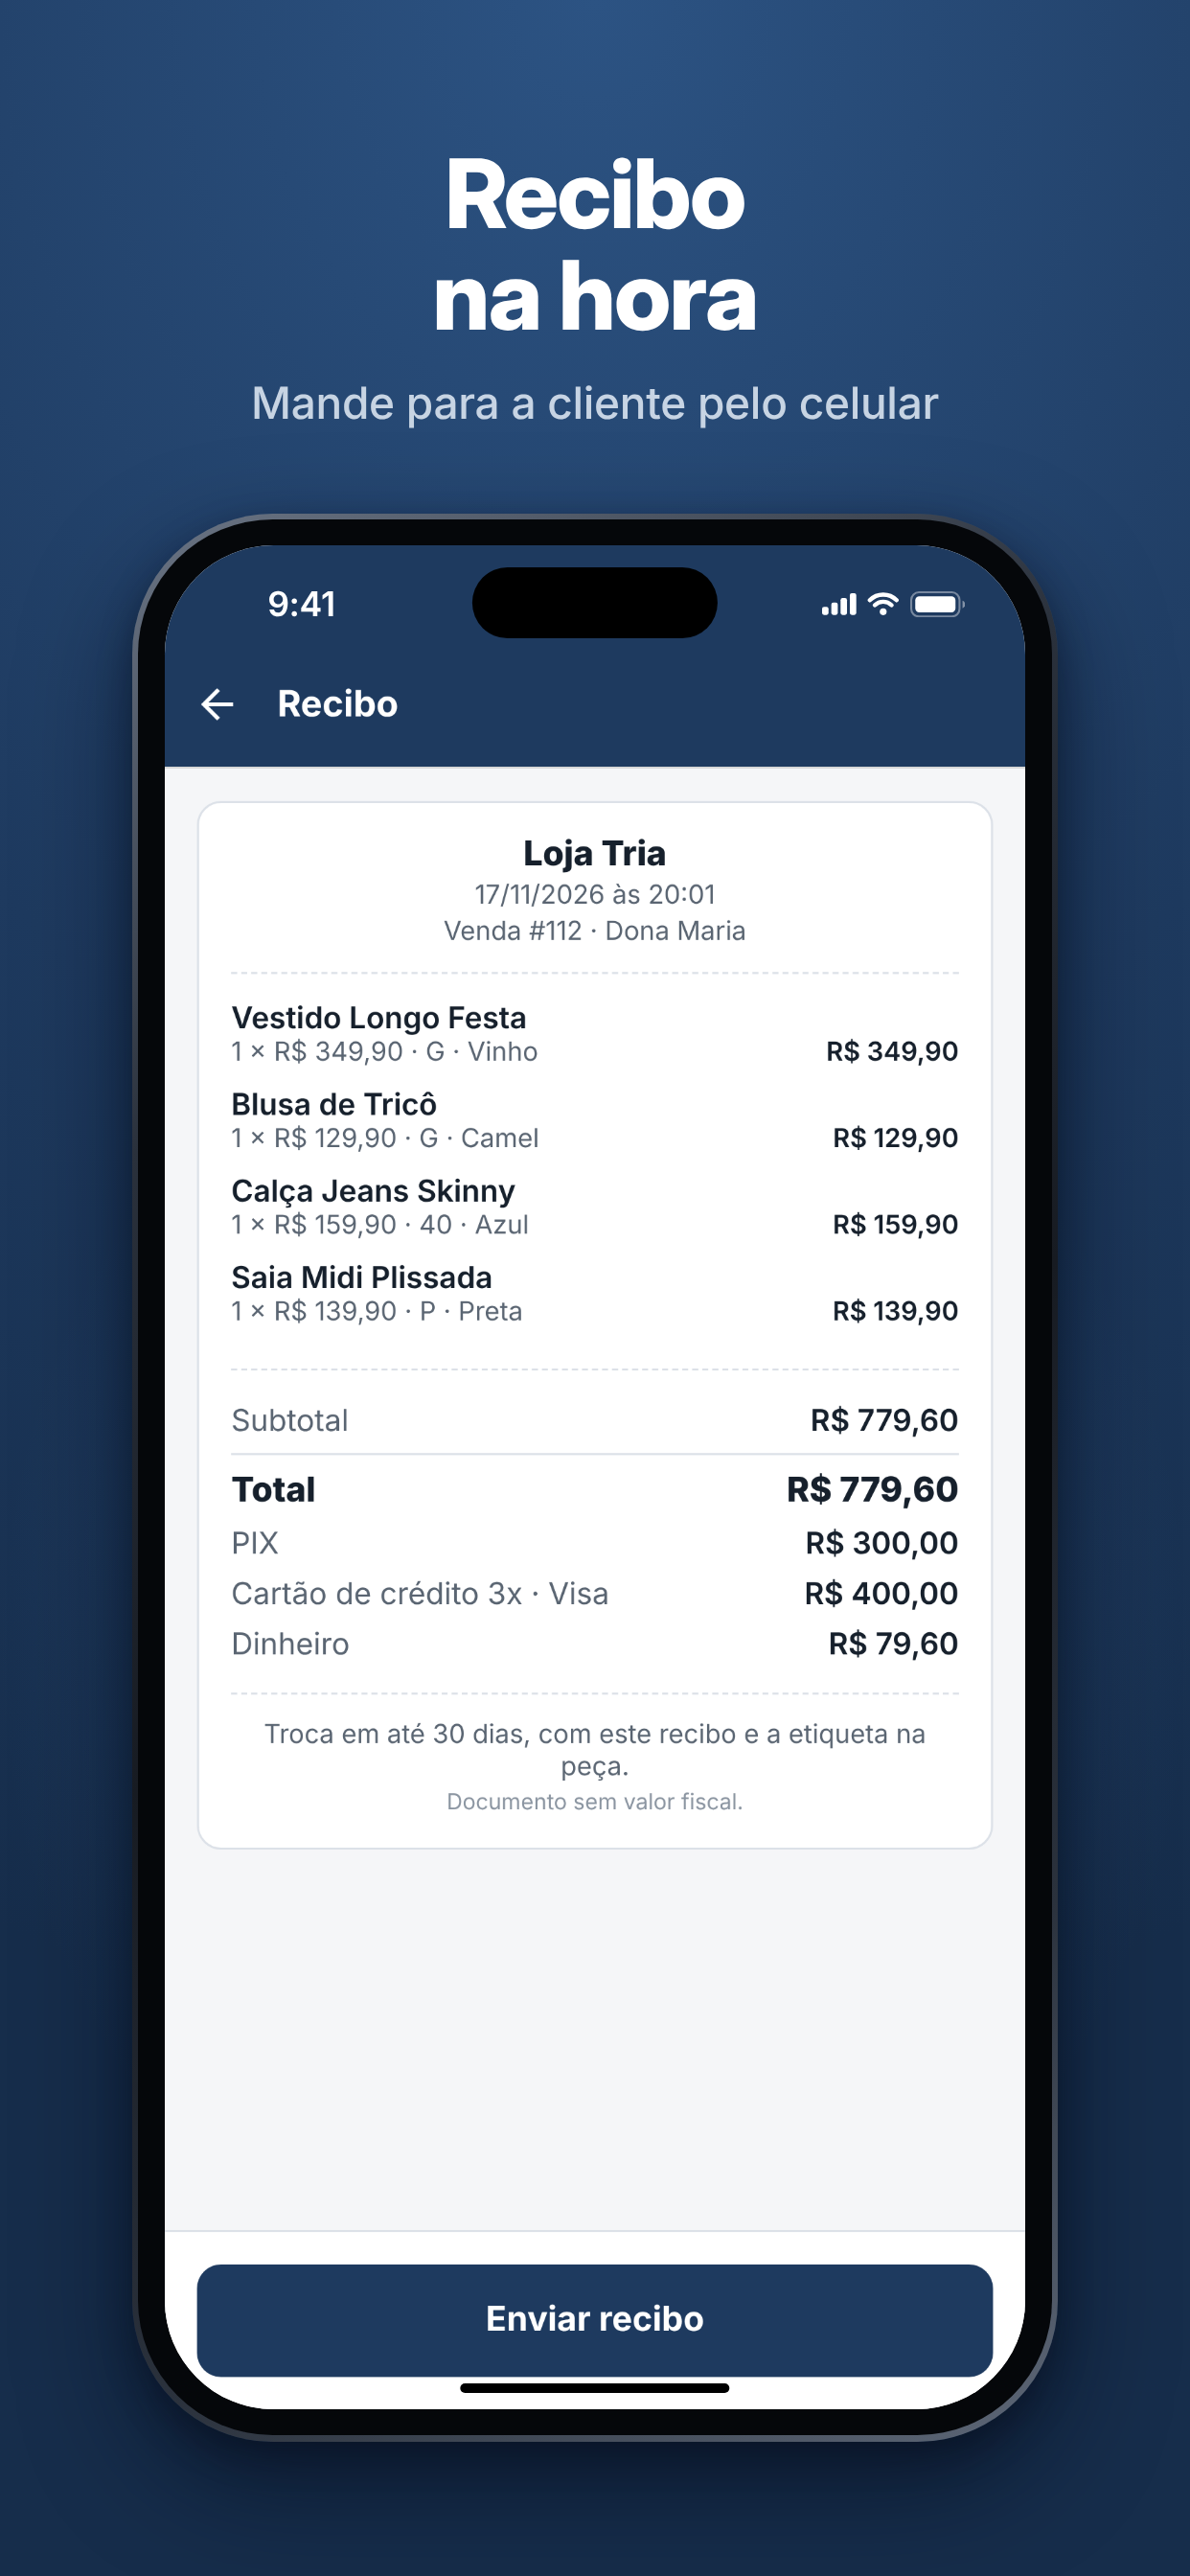 Recibo
na hora
Mande para a cliente pelo celular
9:41
Recibo
Loja Tria
17/11/2026 às 20:01
Venda #112 · Dona Maria
Vestido Longo Festa
1 × R$ 349,90 · G · Vinho R$ 349,90
Blusa de Tricô
1 × R$ 129,90 · G · Camel R$ 129,90
Calça Jeans Skinny
1 × R$ 159,90 · 40 · Azul R$ 159,90
Saia Midi Plissada
1 × R$ 139,90 · P · Preta R$ 139,90
Subtotal R$ 779,60
Total R$ 779,60
PIX R$ 300,00
Cartão de crédito 3x · Visa R$ 400,00
Dinheiro R$ 79,60
Troca em até 30 dias, com este recibo e a etiqueta na
peça.
Documento sem valor fiscal.
Enviar recibo